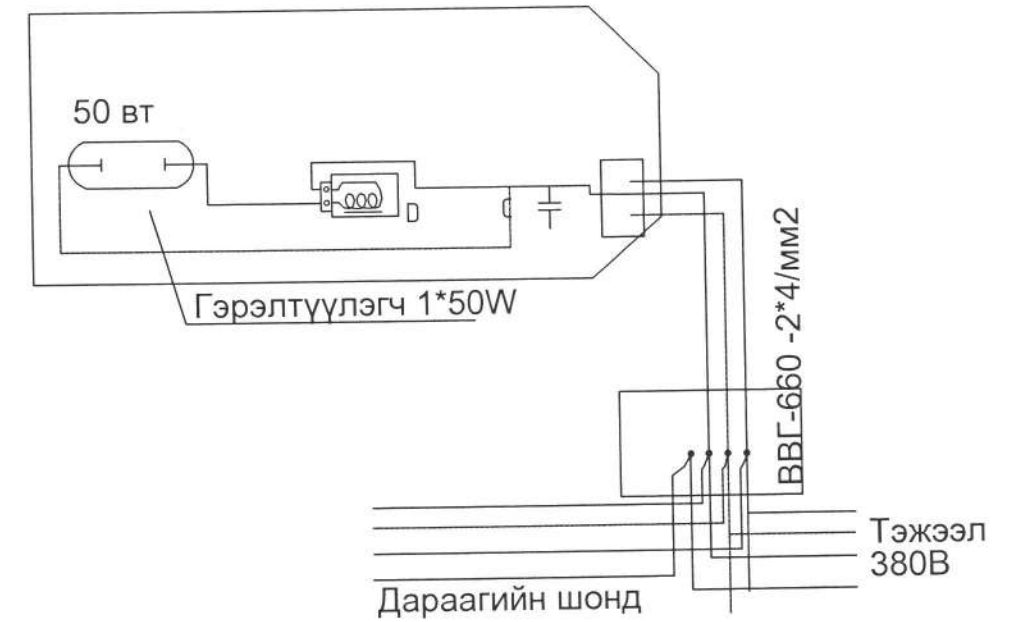 50 вт
Гэрэлтүүлэгч 1*50W
ВВГ-660 -2*4/мм2
Тэжээл
380В
Дараагийн шонд